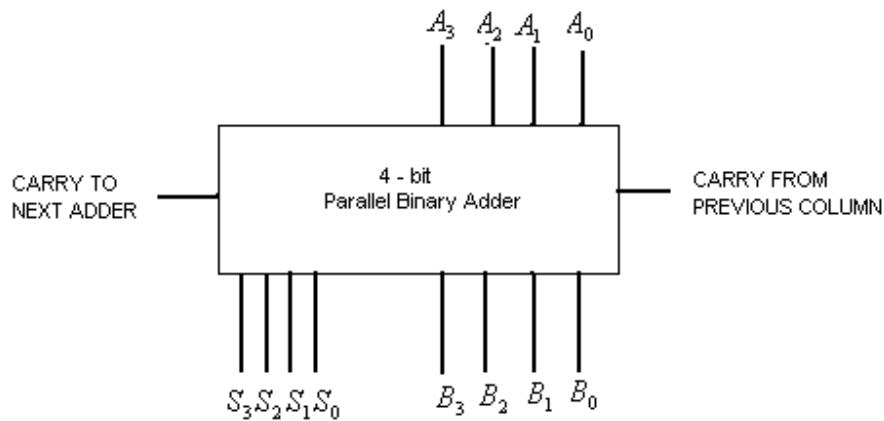 A₃ A₂ A₁ A₀
4 - bit
Parallel Binary Adder
CARRY TO
NEXT ADDER
CARRY FROM
PREVIOUS COLUMN
S₃ S₂ S₁ S₀
B₃ B₂ B₁ B₀